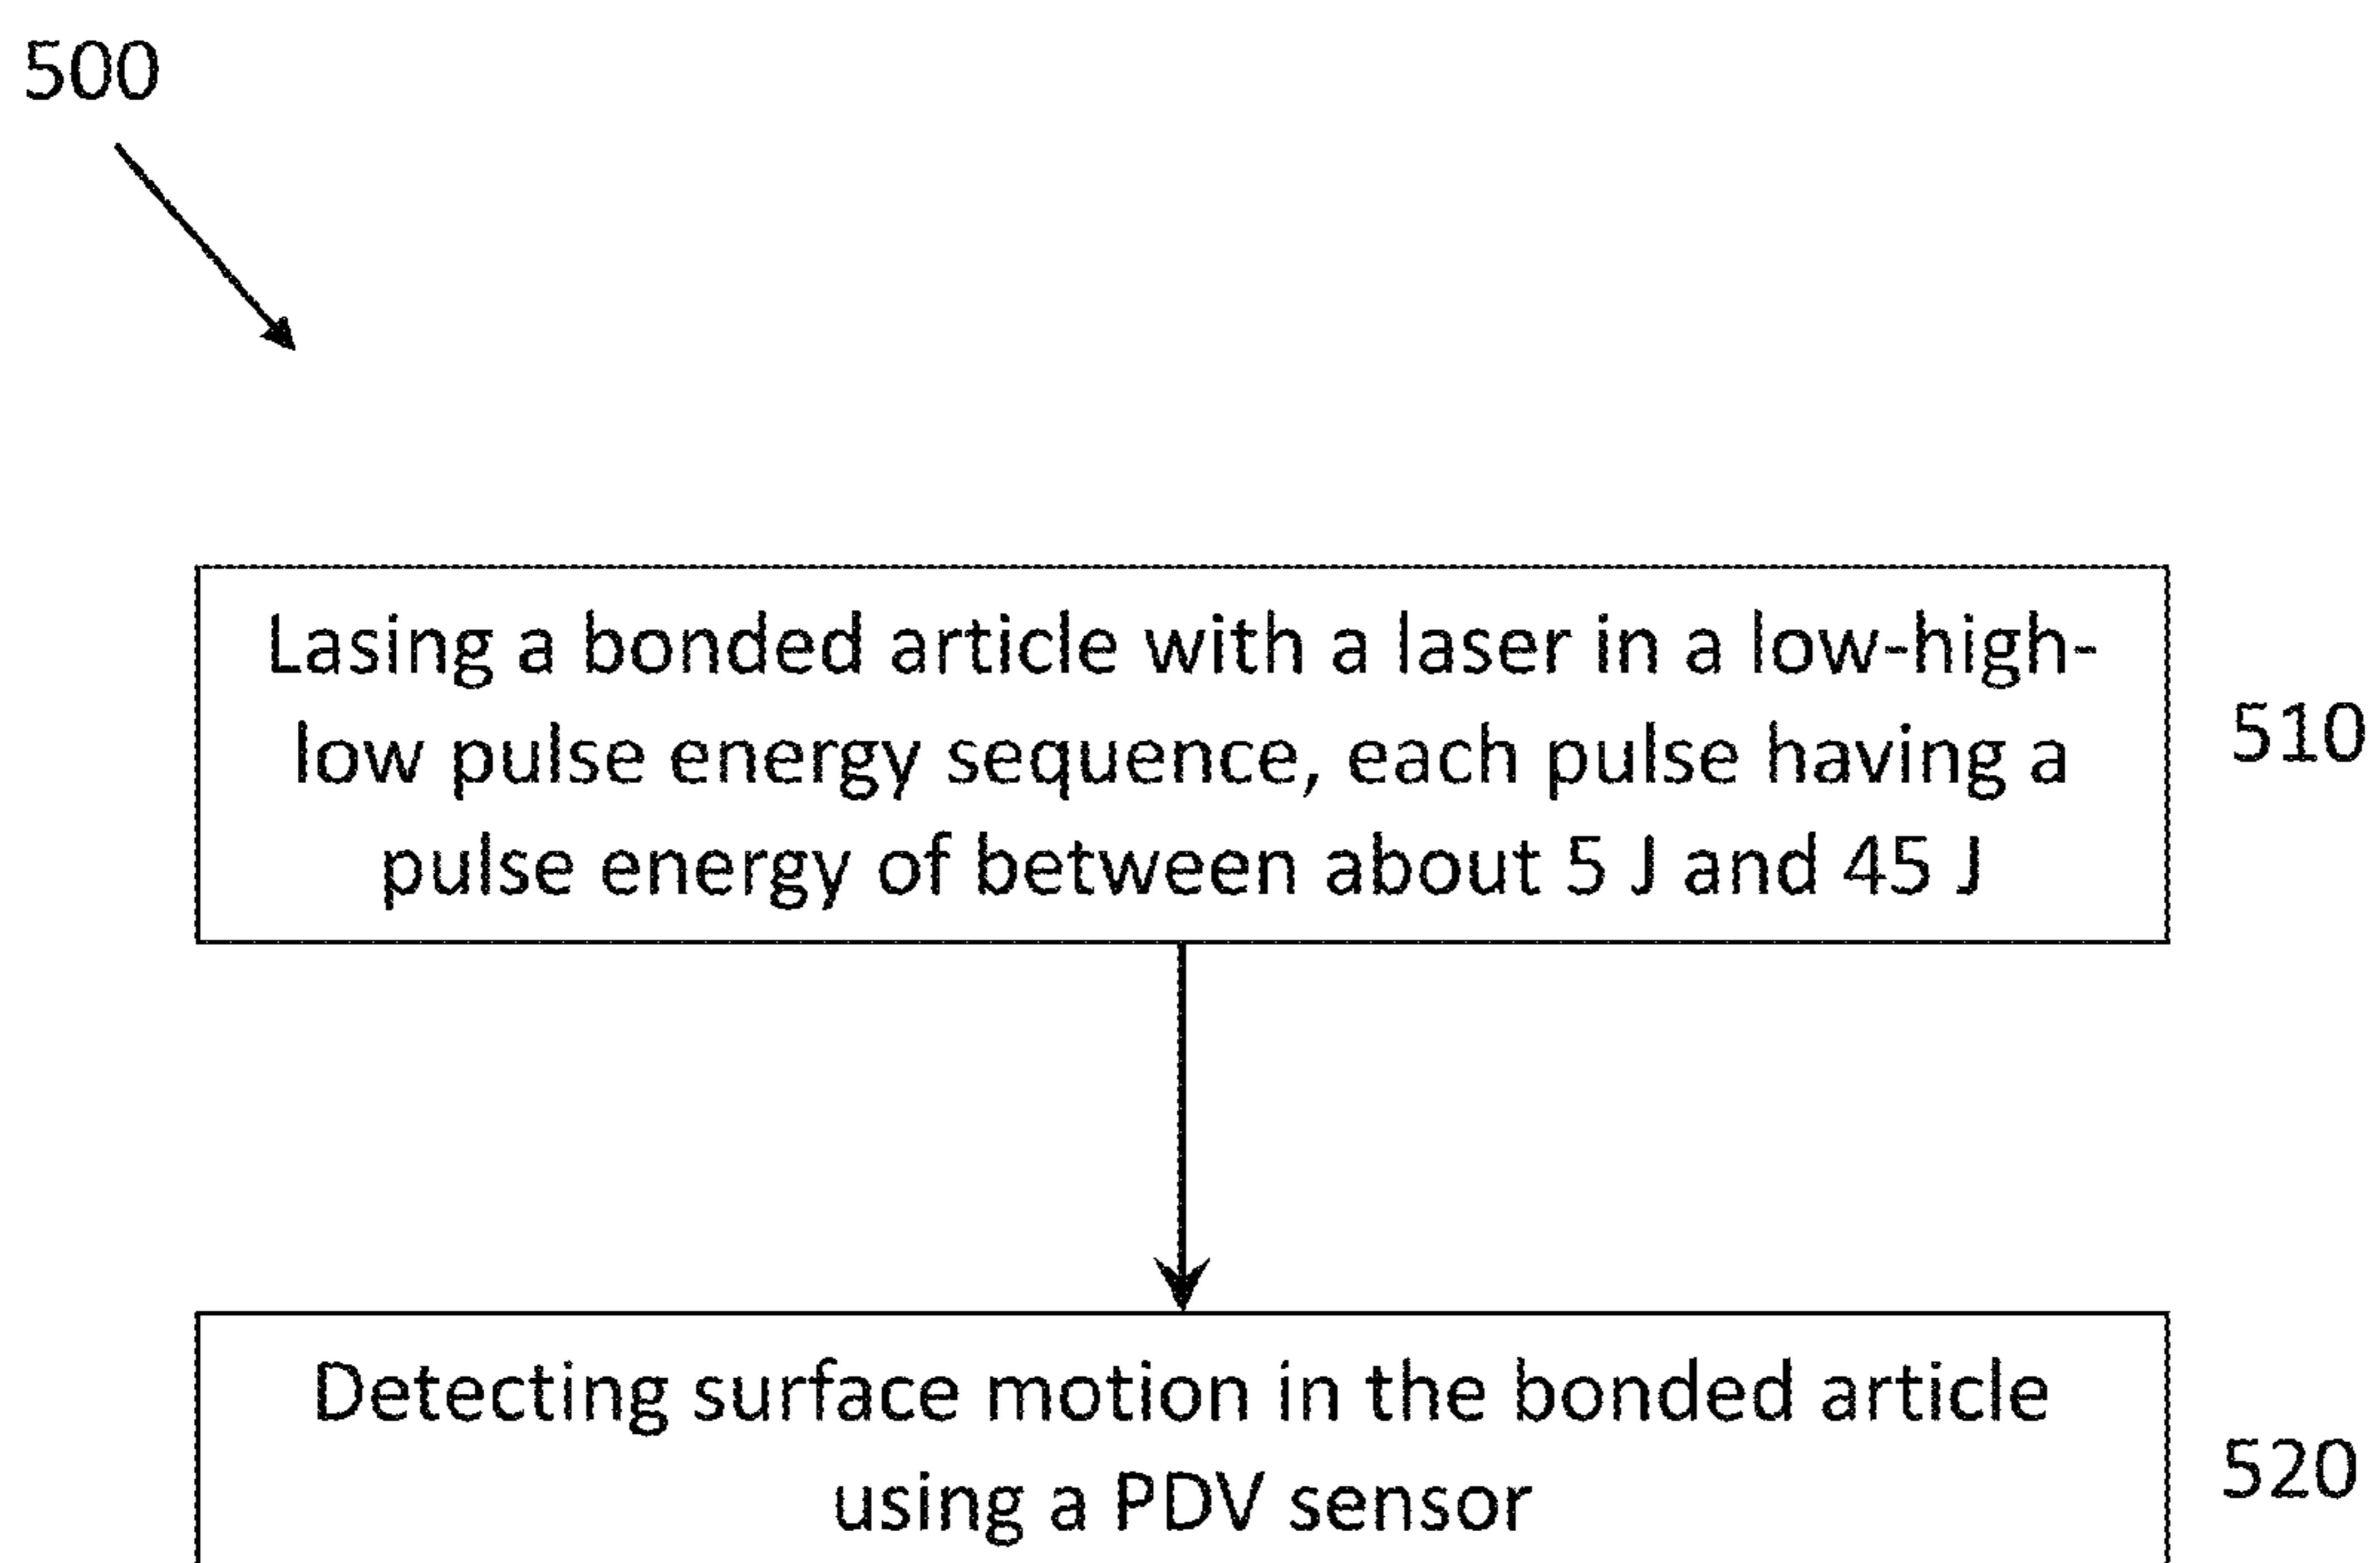 500
Lasing a bonded article with a laser in a low-high-
low pulse energy sequence, each pulse having a
pulse energy of between about 5 J and 45 J
510
Detecting surface motion in the bonded article
using a PDV sensor
520